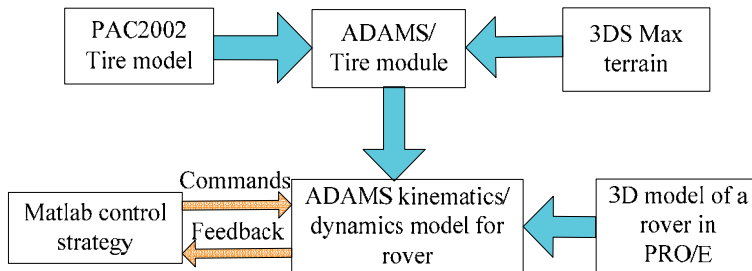 PAC2002
Tire model
ADAMS/
Tire module
3DS Max
terrain
Commands
Feedback
Matlab control
strategy
ADAMS kinematics/
dynamics model for
rover
3D model of a
rover in
PRO/E